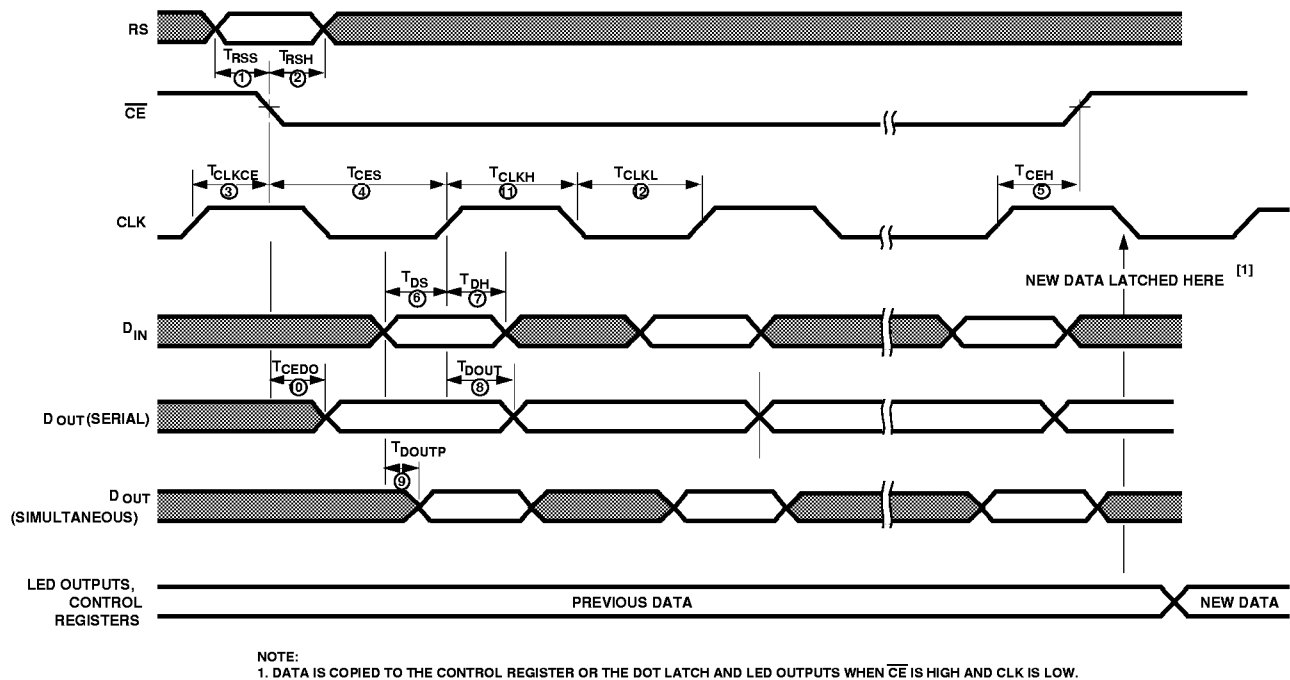 RS
TRSS
TRSH
1
2
CE
TCLKCE
TCES
TCLKH
TCLKL
TCEH
3
4
11
12
5
CLK
NEW DATA LATCHED HERE [1]
TDS
TDH
6
7
DIN
TCEDO
TDOUT
10
8
D OUT (SERIAL)
TDOUTP
9
D OUT
(SIMULTANEOUS)
LED OUTPUTS,
CONTROL
REGISTERS
PREVIOUS DATA
NEW DATA
NOTE:
1. DATA IS COPIED TO THE CONTROL REGISTER OR THE DOT LATCH AND LED OUTPUTS WHEN CE IS HIGH AND CLK IS LOW.